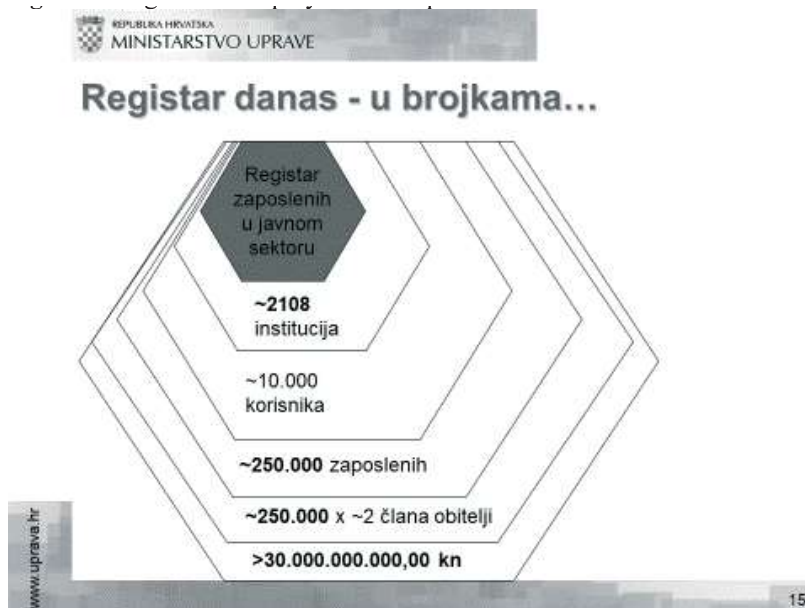 REPUBLIKA HRVATSKA
MINISTARSTVO UPRAVE
Registar danas - u brojkama...
Registar
zaposlenih
u javnom
sektoru
~2108
institucija
~10.000
korisnika
~250.000 zaposlenih
~250.000 x ~2 člana obitelji
>30.000.000.000,00 kn
www.uprava.hr
15